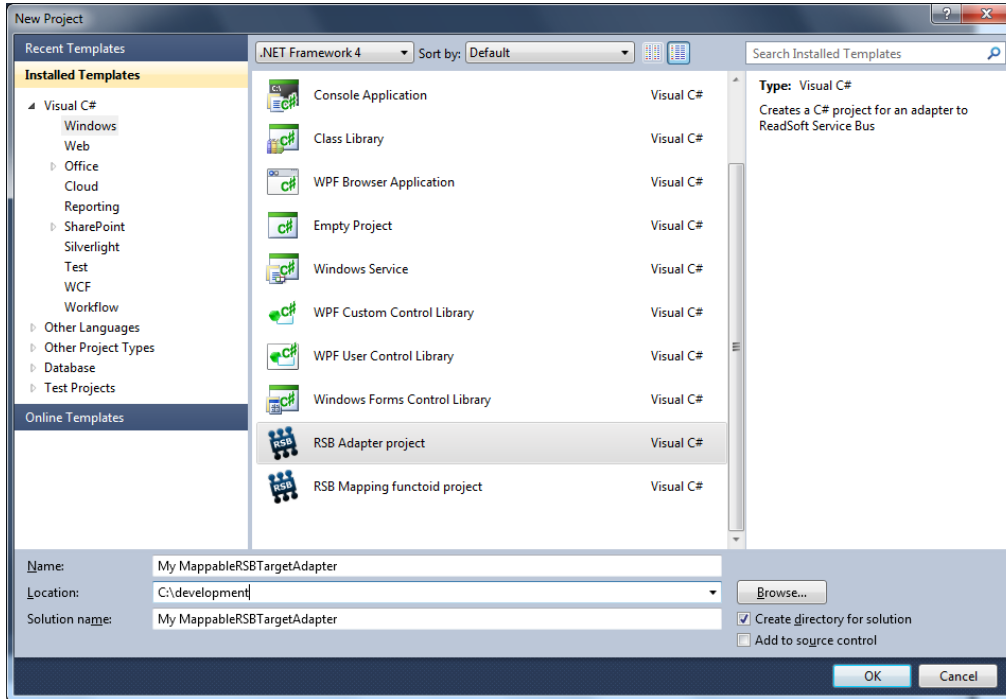 New Project
Recent Templates
Installed Templates
Visual C#
Windows
Web
Office
Cloud
Reporting
SharePoint
Silverlight
Test
WCF
Workflow
Other Languages
Other Project Types
Database
Test Projects
Online Templates
.NET Framework 4 Sort by: Default
Console Application Visual C#
Class Library Visual C#
WPF Browser Application Visual C#
Empty Project Visual C#
Windows Service Visual C#
WPF Custom Control Library Visual C#
WPF User Control Library Visual C#
Windows Forms Control Library Visual C#
RSB Adapter project Visual C#
RSB Mapping functoid project Visual C#
Search Installed Templates
Type: Visual C#
Creates a C# project for an adapter to
ReadSoft Service Bus
Name: My MappableRSBTargetAdapter
Location: C:\development
Browse...
Solution name: My MappableRSBTargetAdapter
Create directory for solution
Add to source control
OK Cancel